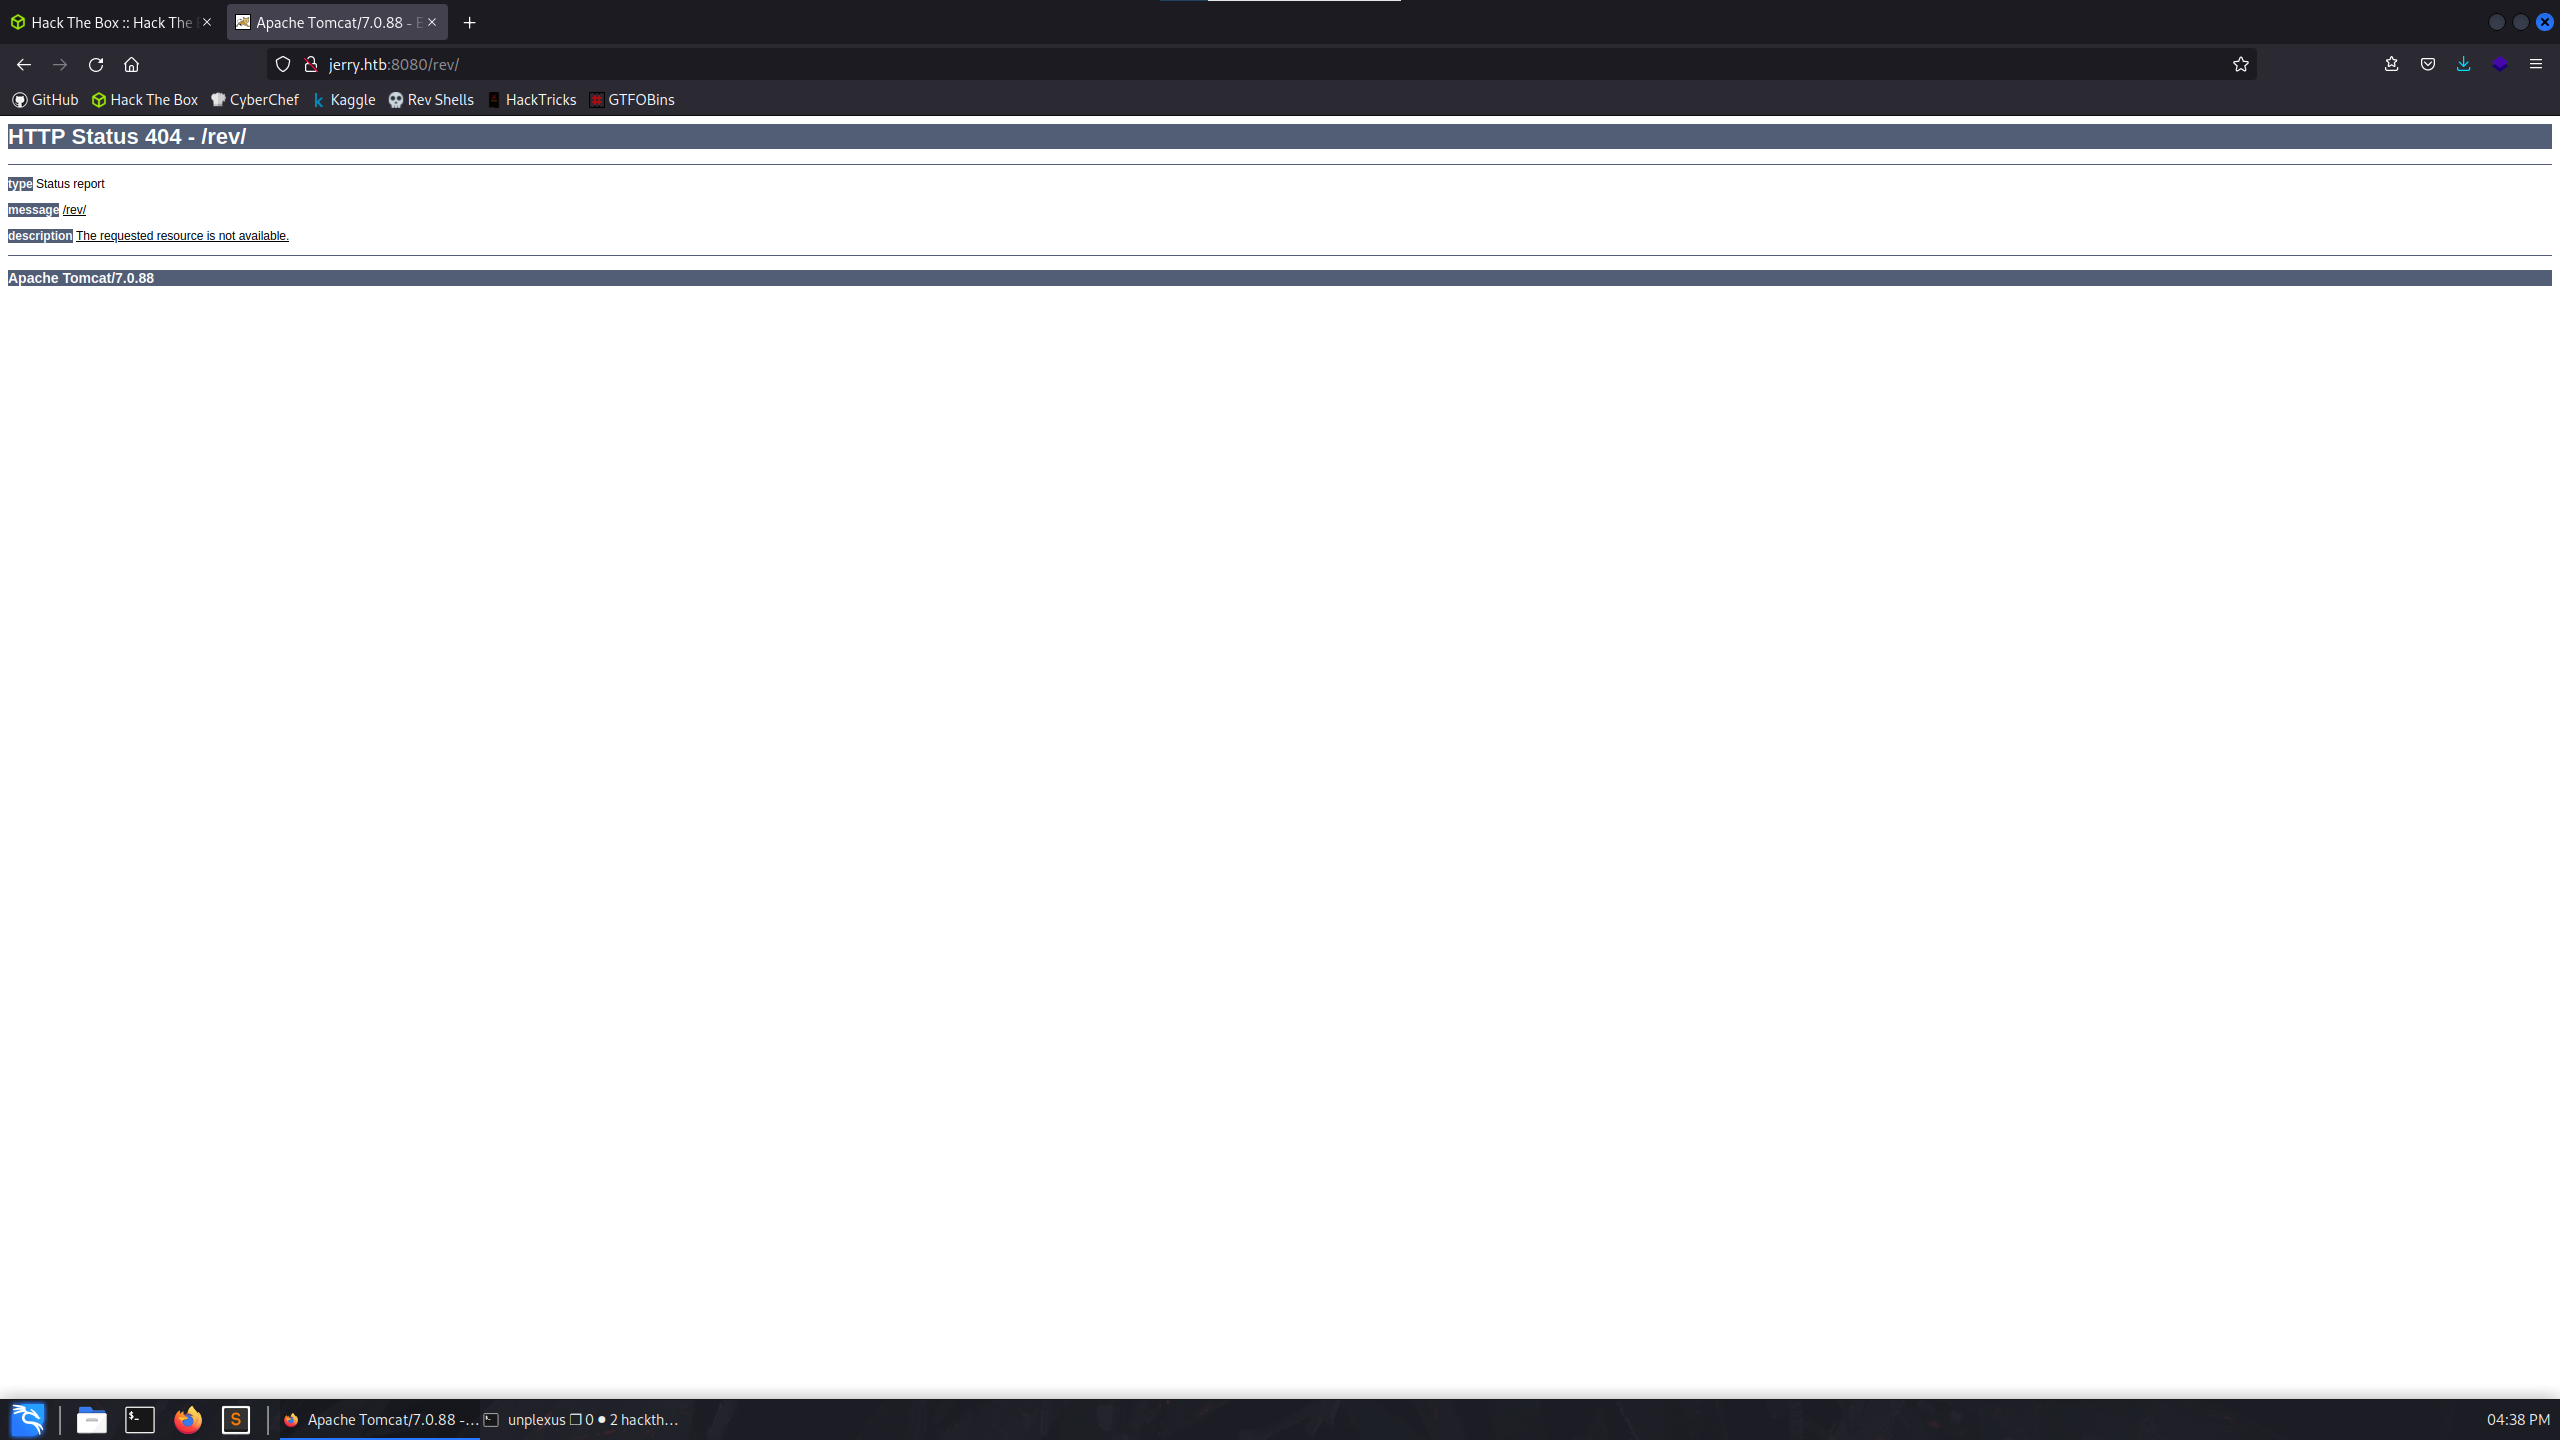 Hack The Box :: Hack The
Apache Tomcat/7.0.88 - E
jerry.htb:8080/rev/
GitHub Hack The Box CyberChef Kaggle Rev Shells HackTricks GTFOBins
HTTP Status 404 - /rev/
type Status report
message /rev/
description The requested resource is not available.
Apache Tomcat/7.0.88
Apache Tomcat/7.0.88 -... unplexus ❐ 0 ● 2 hackth... 04:38 PM